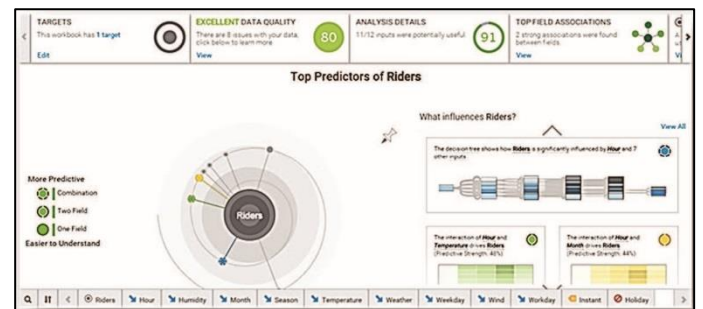 TARGETS
This workbook has 1 target
Edit
EXCELLENT DATA QUALITY
There are 8 issues with your data, click below to learn more.
View
80
ANALYSIS DETAILS
11/12 inputs were potentially useful.
91
TOP FIELD ASSOCIATIONS
2 strong associations were found
between fields.
View
Top Predictors of Riders
What influences Riders?
View All
The decision tree shows how Riders is significantly influenced by Hour and 7
other inputs
More Predictive
Combination
Two Field
One Field
Easier to Understand
Riders
The interaction of Hour and
Temperature drives Riders
(Predictive Strength: 46%)
The interaction of Hour and
Month drives Riders
(Predictive Strength: 44%)
Riders Hour Humidity Month Season Temperature Weather Weekday Wind Workday Instant Holiday